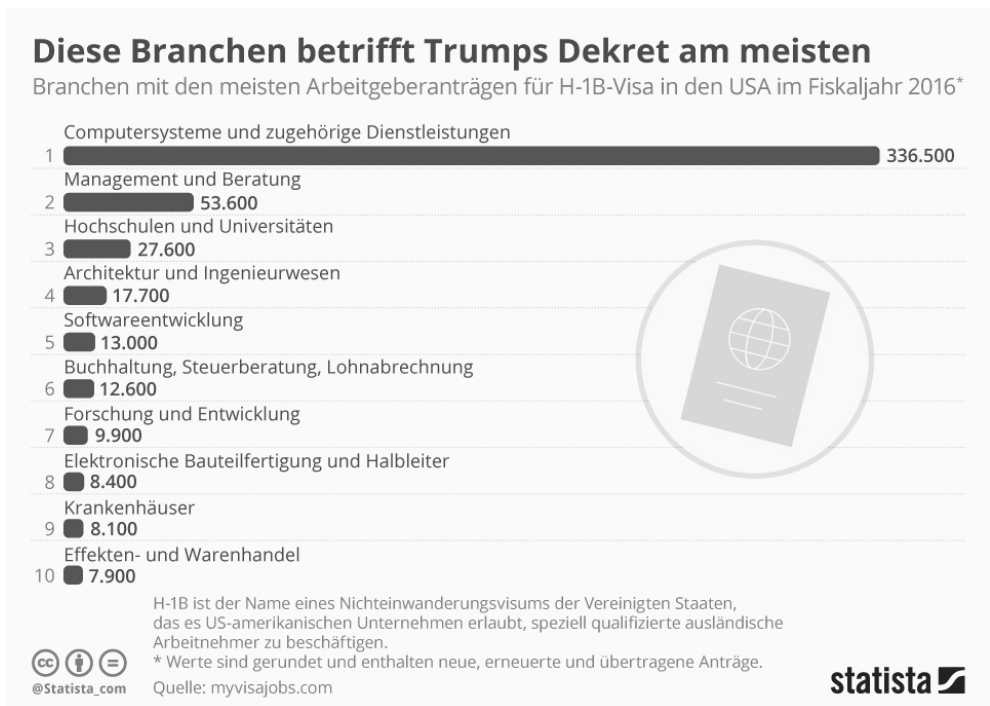 Diese Branchen betrifft Trumps Dekret am meisten
Branchen mit den meisten Arbeitgeberanträgen für H-1B-Visa in den USA im Fiskaljahr 2016*
Computersysteme und zugehörige Dienstleistungen
1 336.500
Management und Beratung
2 53.600
Hochschulen und Universitäten
3 27.600
Architektur und Ingenieurwesen
4 17.700
Softwareentwicklung
5 13.000
Buchhaltung, Steuerberatung, Lohnabrechnung
6 12.600
Forschung und Entwicklung
7 9.900
Elektronische Bauteilfertigung und Halbleiter
8 8.400
Krankenhäuser
9 8.100
Effekten- und Warenhandel
10 7.900
H-1B ist der Name eines Nichteinwanderungsvisums der Vereinigten Staaten,
das es US-amerikanischen Unternehmen erlaubt, speziell qualifizierte ausländische
Arbeitnehmer zu beschäftigen.
* Werte sind gerundet und enthalten neue, erneuerte und übertragene Anträge.
cc
@Statista_com
Quelle: myvisajobs.com
statista